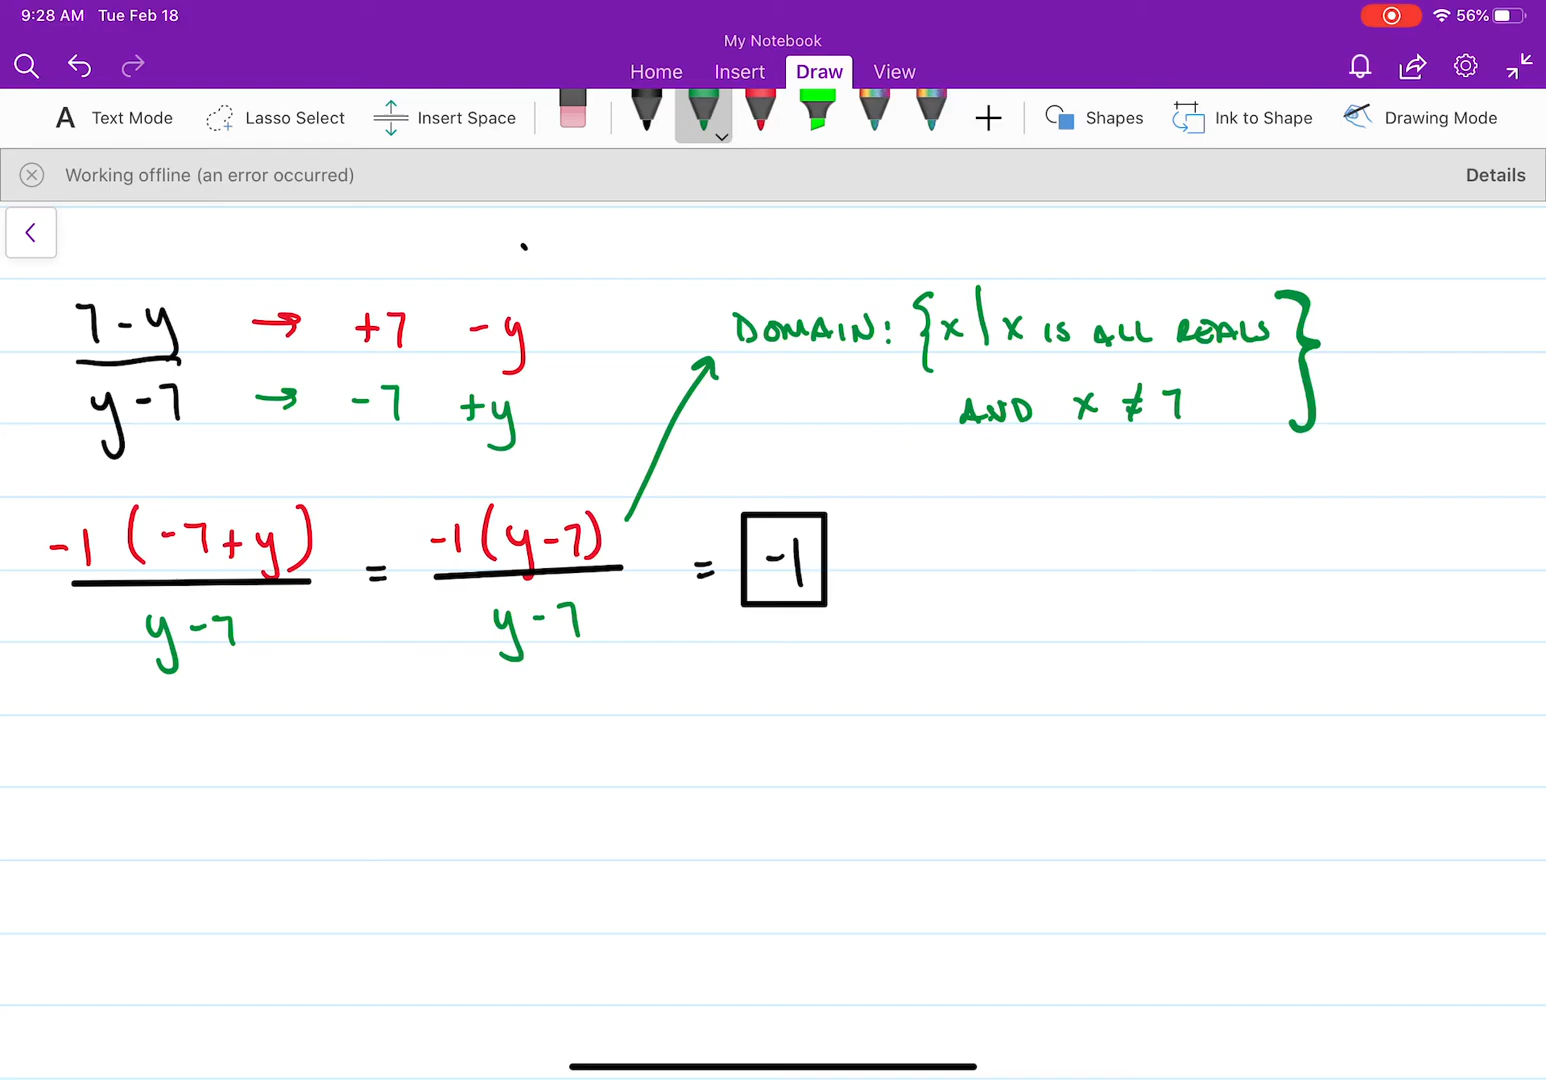 9:28 AM Tue Feb 18
56%
My Notebook
Home Insert Draw View
A Text Mode Lasso Select Insert Space Shapes Ink to Shape Drawing Mode
Working offline (an error occurred) Details
7-y → +7 -y
y-7 → -7 +y
DOMAIN: {x | x IS ALL REALS
AND x ≠ 7 }
-1(-7+y) = -1(y-7) = -1
y-7 y-7